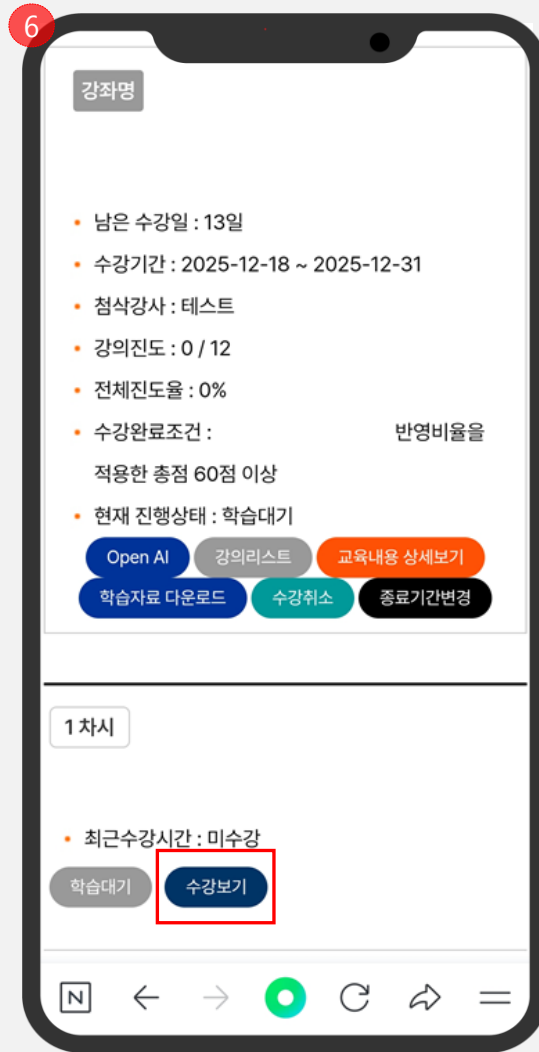 6
강좌명
남은 수강일 : 13일
수강기간 : 2025-12-18 ~ 2025-12-31
첨삭강사 : 테스트
강의진도 : 0 / 12
전체진도율 : 0%
수강완료조건 : 반영비율을
적용한 총점 60점 이상
현재 진행상태 : 학습대기
Open AI 강의리스트 교육내용 상세보기
학습자료 다운로드 수강취소 종료기간변경
1 차시
최근수강시간 : 미수강
학습대기 수강보기
N